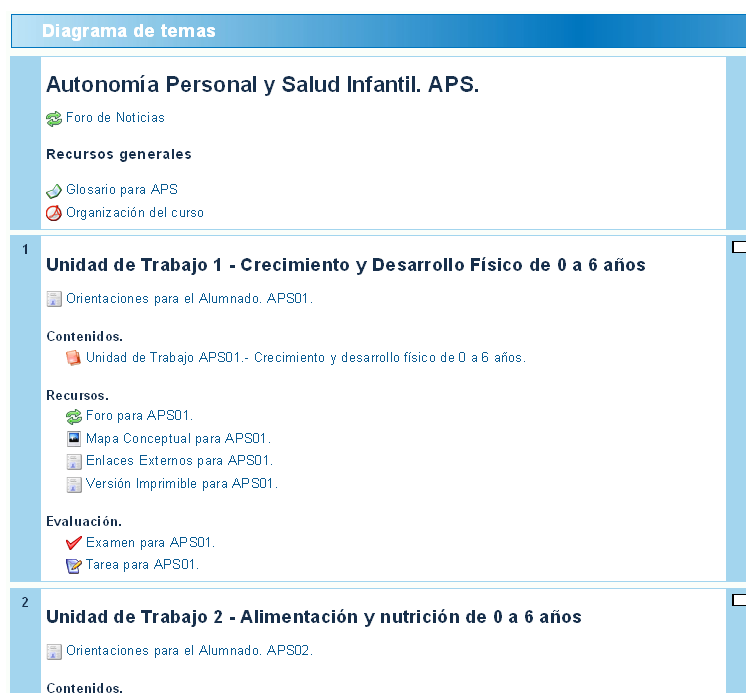 Diagrama de temas
Autonomía Personal y Salud Infantil. APS.
Foro de Noticias
Recursos generales
Glosario para APS
Organización del curso
1
Unidad de Trabajo 1 - Crecimiento y Desarrollo Físico de 0 a 6 años
Orientaciones para el Alumnado. APS01.
Contenidos.
Unidad de Trabajo APS01.- Crecimiento y desarrollo físico de 0 a 6 años.
Recursos.
Foro para APS01.
Mapa Conceptual para APS01.
Enlaces Externos para APS01.
Versión Imprimible para APS01.
Evaluación.
Examen para APS01.
Tarea para APS01.
2
Unidad de Trabajo 2 - Alimentación y nutrición de 0 a 6 años
Orientaciones para el Alumnado. APS02.
Contenidos.